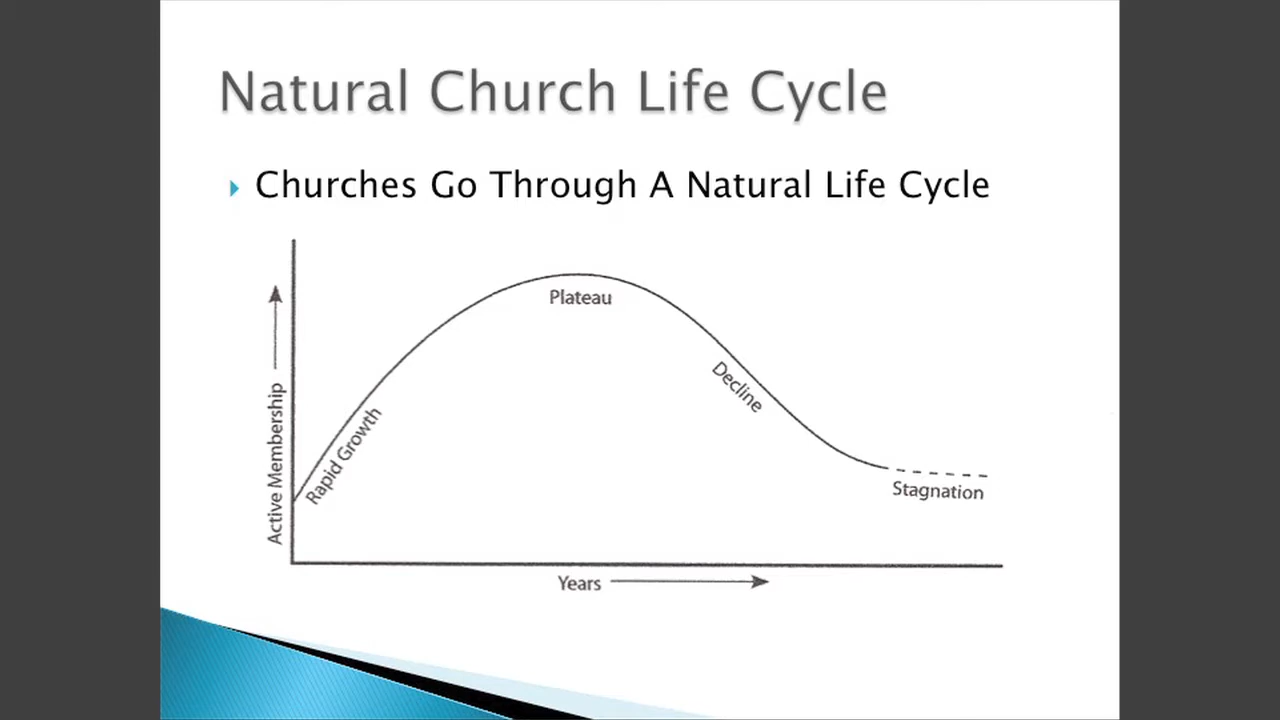 Natural Church Life Cycle
Churches Go Through A Natural Life Cycle
Active Membership
Rapid Growth
Plateau
Decline
Stagnation
Years